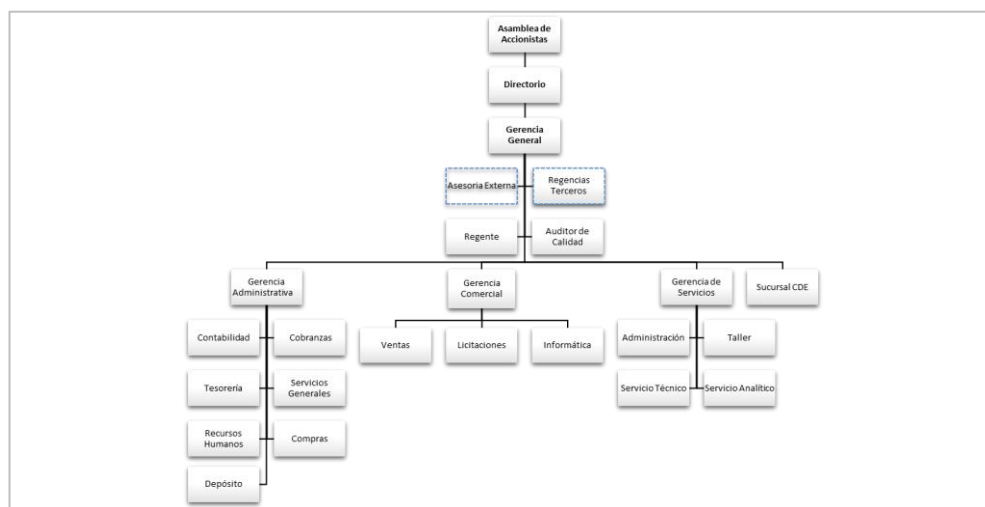 Asamblea de
Accionistas
Directorio
Gerencia
General
Asesoria Externa
Regencias
Terceros
Regente
Auditor de
Calidad
Gerencia
Administrativa
Gerencia
Comercial
Gerencia de
Servicios
Sucursal CDE
Contabilidad
Cobranzas
Ventas
Licitaciones
Informática
Administración
Taller
Tesorería
Servicios
Generales
Servicio Técnico
Servicio Analítico
Recursos
Humanos
Compras
Depósito